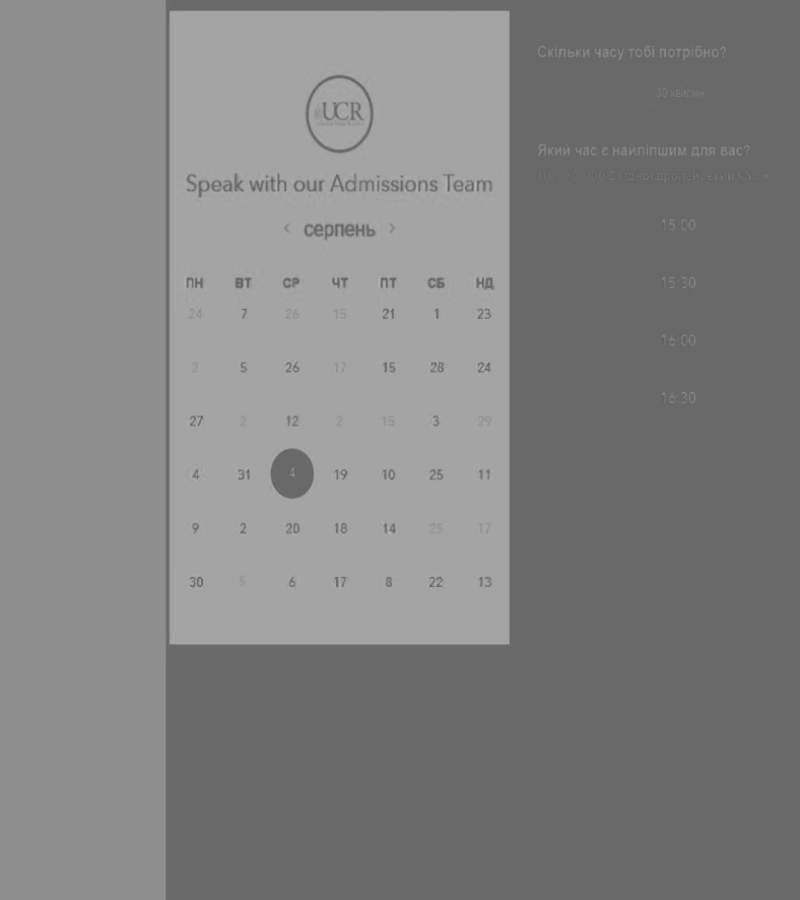 UCR
Speak with our Admissions Team
‹ серпень ›
ПН ВТ СР ЧТ ПТ СБ НД
24 7 26 15 21 1 23
2 5 26 17 15 28 24
27 2 12 2 15 3 29
4 31 4 19 10 25 11
9 2 20 18 14 25 17
30 5 6 17 8 22 13
Скільки часу тобі потрібно?
30 хвилин
Який час є найліпшим для вас?
Східноєвропейський
15:00
15:30
16:00
16:30